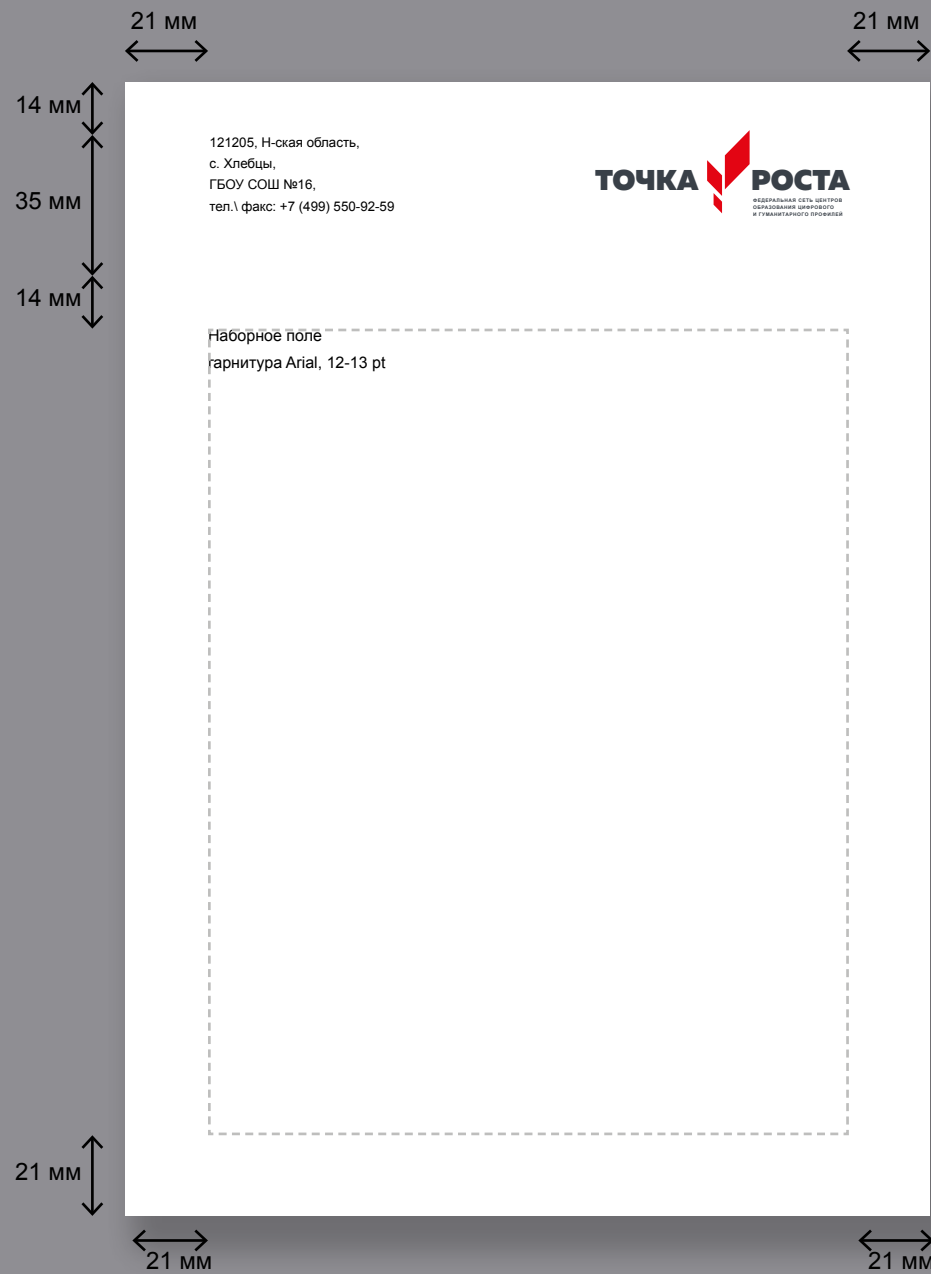 21 мм
21 мм
14 мм
35 мм
14 мм
121205, Н-ская область,
с. Хлебцы,
ГБОУ СОШ №16,
тел.\ факс: +7 (499) 550-92-59
ТОЧКА РОСТА
ФЕДЕРАЛЬНАЯ СЕТЬ ЦЕНТРОВ
ОБРАЗОВАНИЯ ЦИФРОВОГО
И ГУМАНИТАРНОГО ПРОФИЛЕЙ
Наборное поле
гарнитура Arial, 12-13 pt
21 мм
21 мм
21 мм